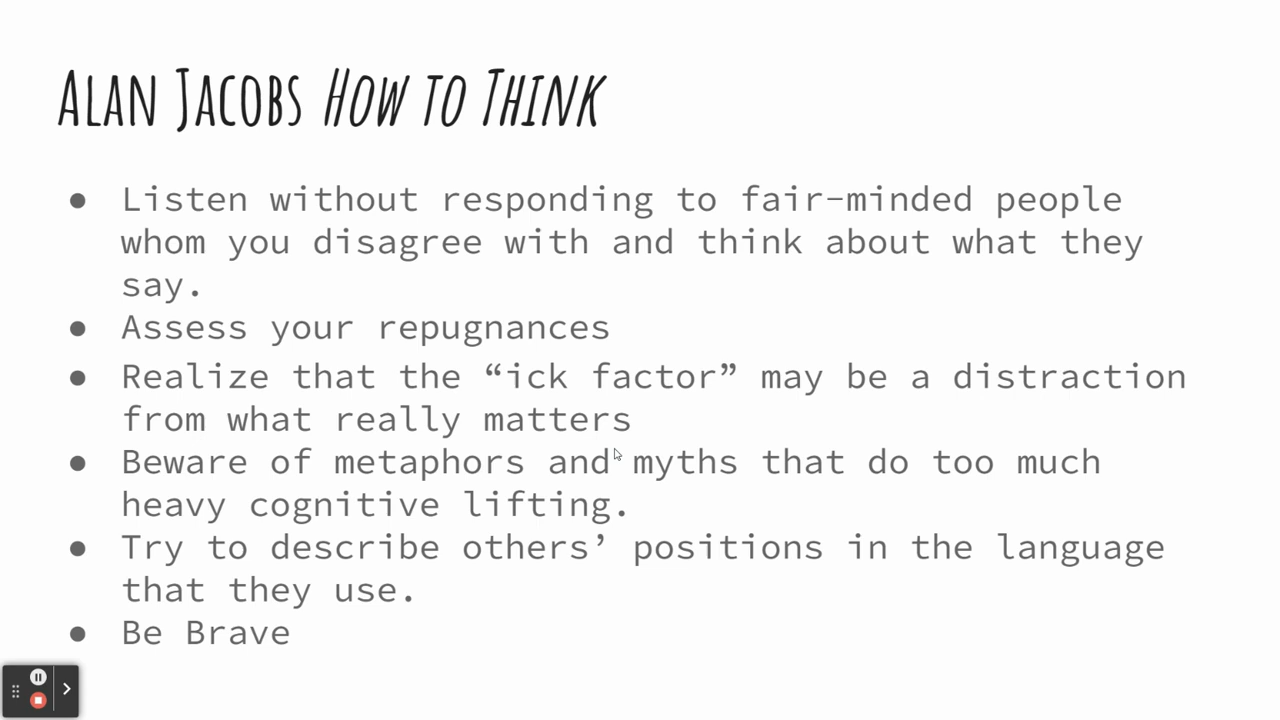 Alan Jacobs How to Think
● Listen without responding to fair-minded people
whom you disagree with and think about what they
say.
● Assess your repugnances
● Realize that the “ick factor” may be a distraction
from what really matters
● Beware of metaphors and myths that do too much
heavy cognitive lifting.
● Try to describe others’ positions in the language
that they use.
● Be Brave